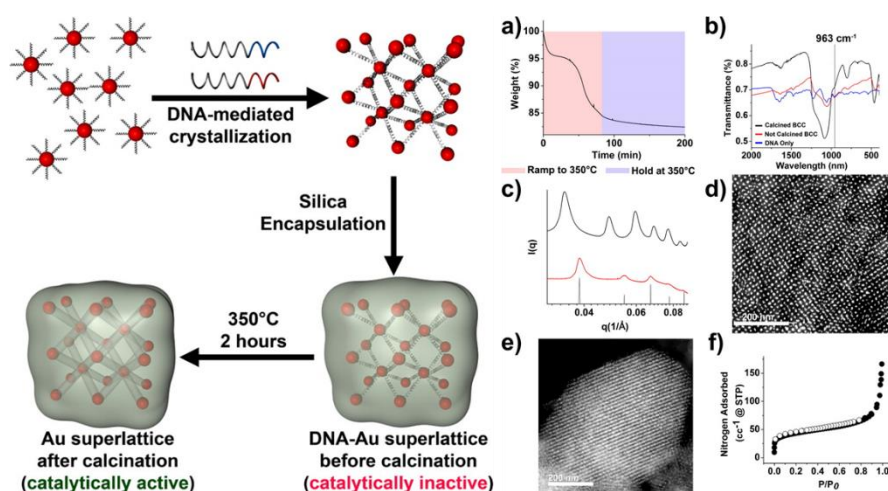 DNA-mediated
crystallization
Silica
Encapsulation
350°C
2 hours
Au superlattice
after calcination
(catalytically active)
DNA-Au superlattice
before calcination
(catalytically inactive)
a)
Weight (%)
100
95
90
85
0 50 100 150 200
Time (min)
Ramp to 350°C Hold at 350°C
b)
963 cm⁻¹
Transmittance (%)
0.8
0.7
0.6
0.5
Calcined BCC
Not Calcined BCC
DNA Only
2000 1500 1000 500
Wavelength (nm)
c)
I(q)
0.04 0.06 0.08
q(1/Å)
d)
200 nm
e)
200 nm
f)
Nitrogen Adsorbed
(cc⁻¹ @ STP)
150
100
50
0
0.0 0.2 0.4 0.6 0.8 1.0
P/P0